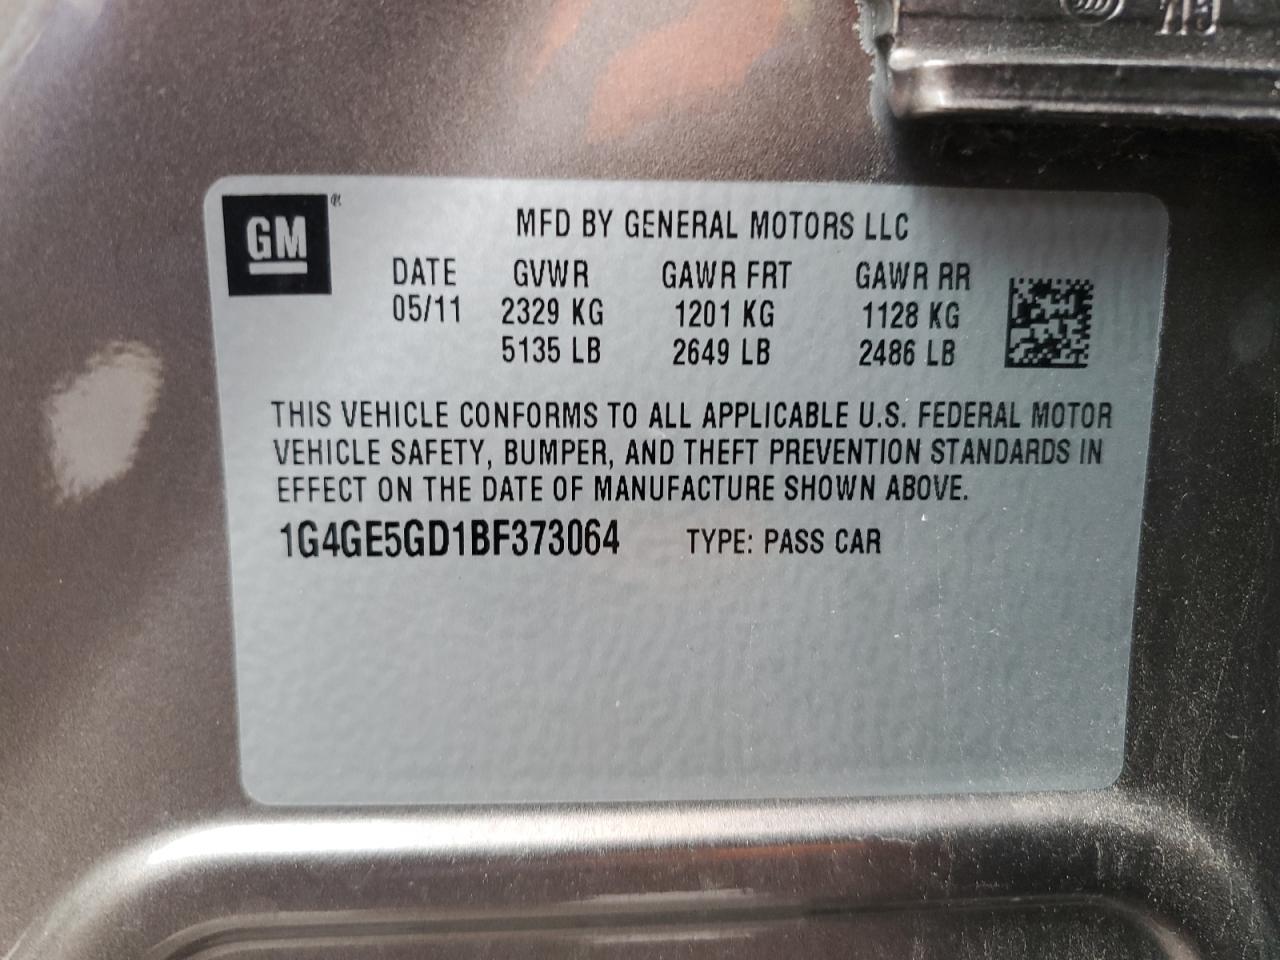 GM®
MFD BY GENERAL MOTORS LLC
DATE GVWR GAWR FRT GAWR RR
05/11 2329 KG 1201 KG 1128 KG
5135 LB 2649 LB 2486 LB
THIS VEHICLE CONFORMS TO ALL APPLICABLE U.S. FEDERAL MOTOR
VEHICLE SAFETY, BUMPER, AND THEFT PREVENTION STANDARDS IN
EFFECT ON THE DATE OF MANUFACTURE SHOWN ABOVE.
1G4GE5GD1BF373064 TYPE: PASS CAR